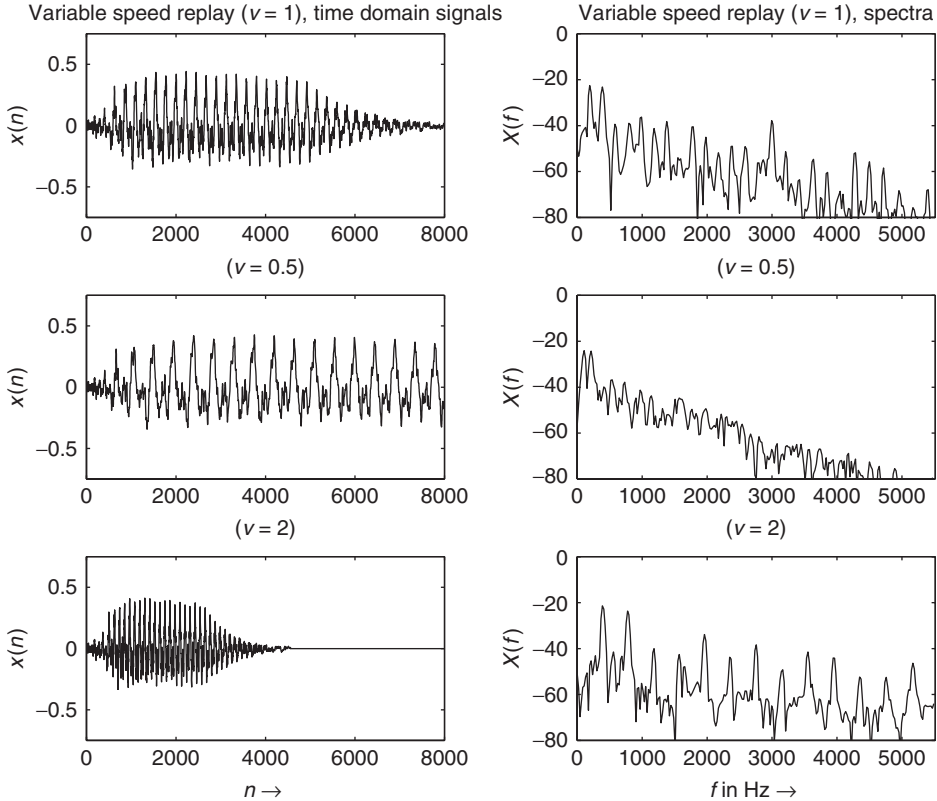 Variable speed replay (v = 1), time domain signals
Variable speed replay (v = 1), spectra
x(n)
0.5
0
−0.5
0 2000 4000 6000 8000
X(f)
0
−20
−40
−60
−80
0 1000 2000 3000 4000 5000
(v = 0.5)
(v = 0.5)
x(n)
0.5
0
−0.5
0 2000 4000 6000 8000
X(f)
0
−20
−40
−60
−80
0 1000 2000 3000 4000 5000
(v = 2)
(v = 2)
x(n)
0.5
0
−0.5
0 2000 4000 6000 8000
n →
X(f)
0
−20
−40
−60
−80
0 1000 2000 3000 4000 5000
f in Hz →